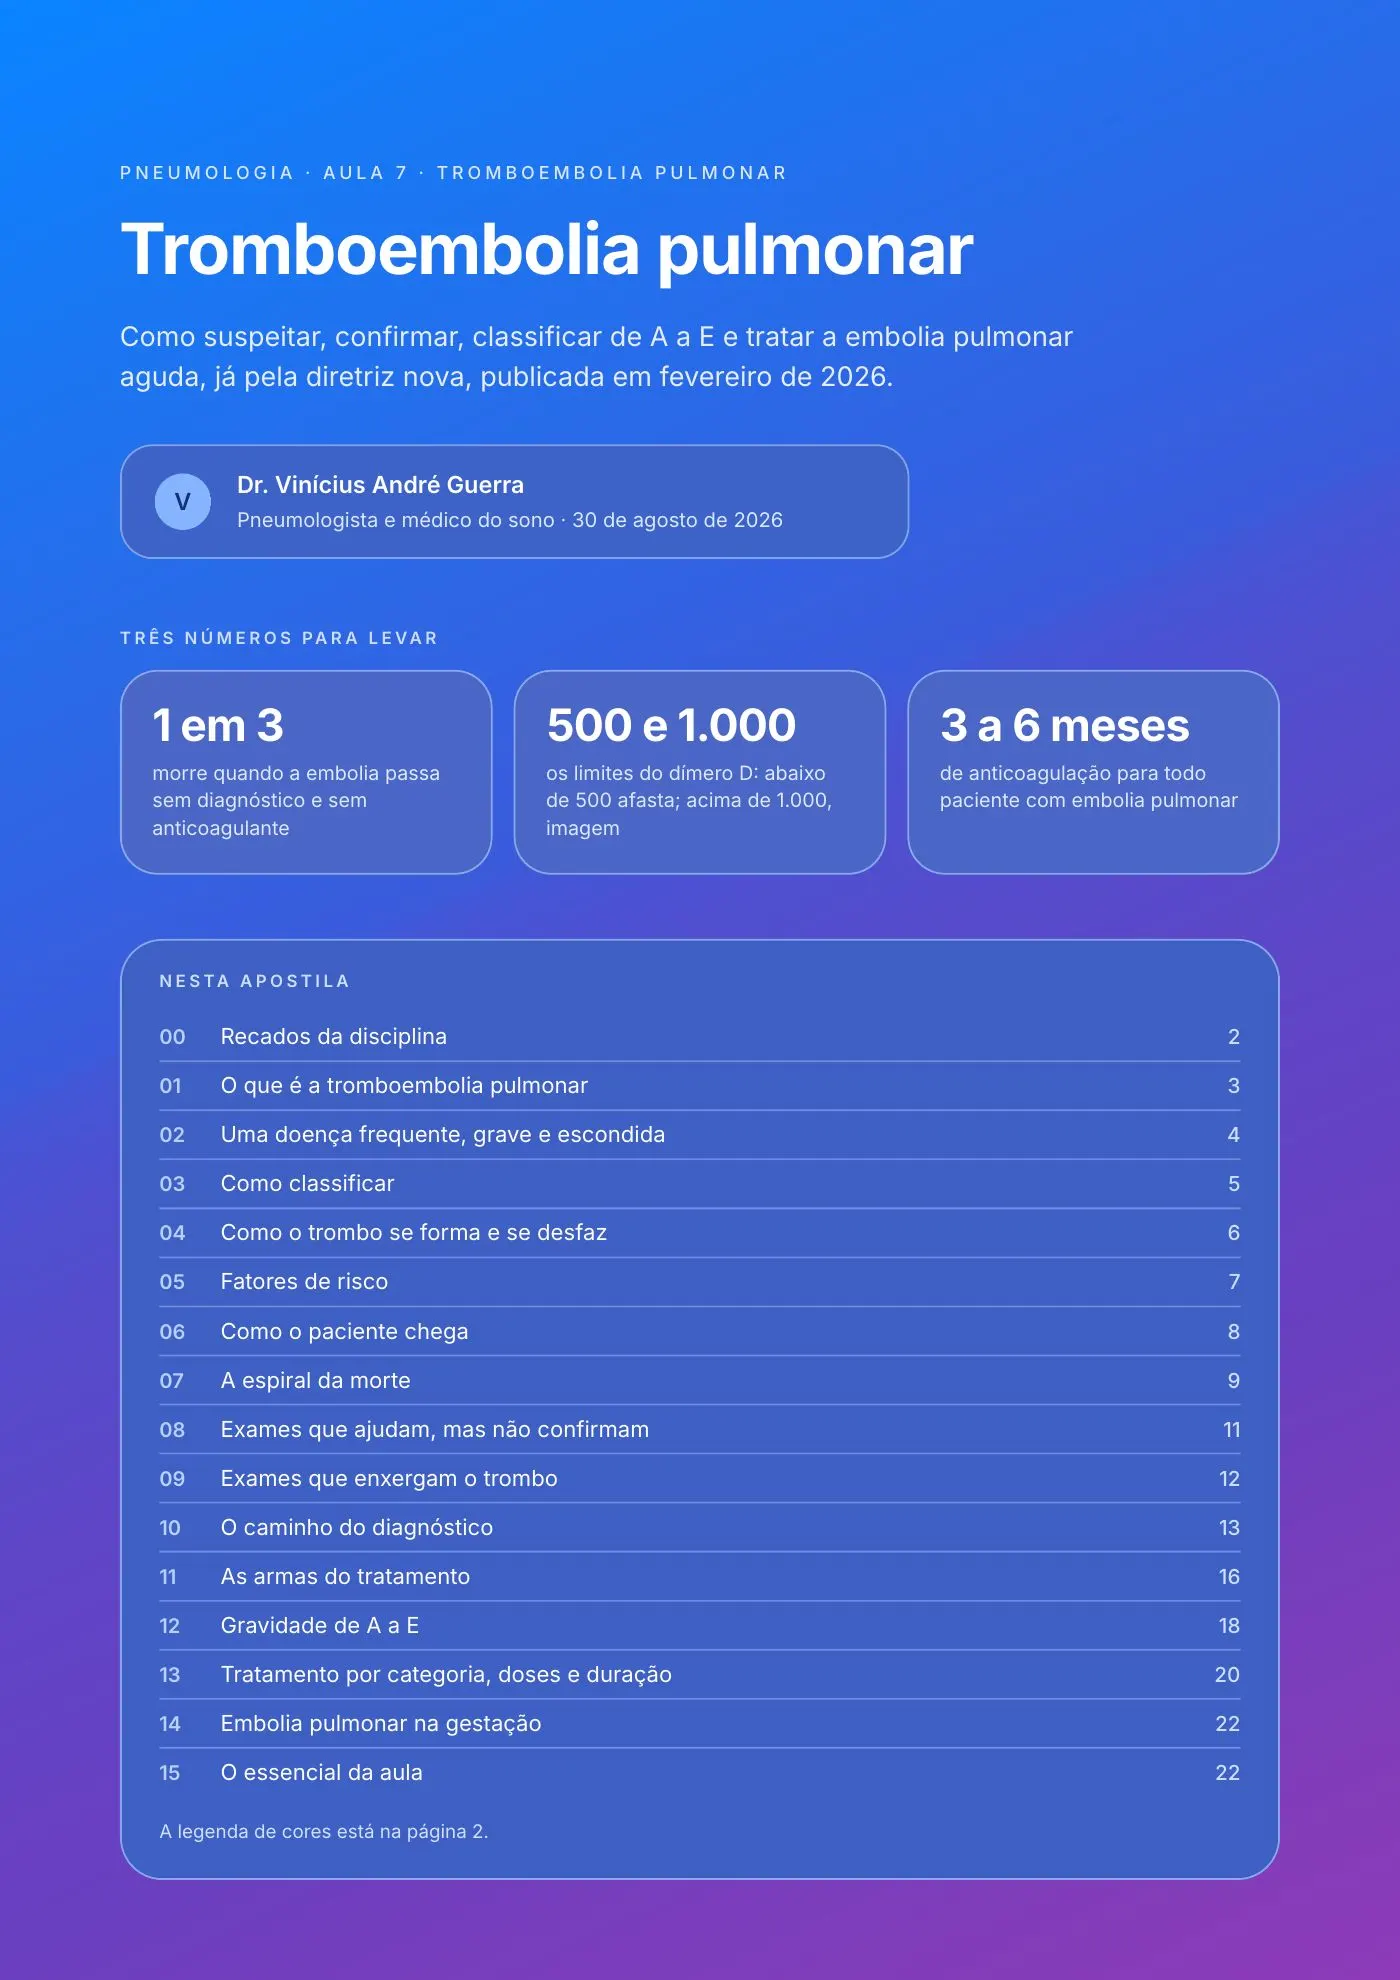 PNEUMOLOGIA · AULA 7 · TROMBOEMBOLIA PULMONAR
Tromboembolia pulmonar
Como suspeitar, confirmar, classificar de A a E e tratar a embolia pulmonar
aguda, já pela diretriz nova, publicada em fevereiro de 2026.
V
Dr. Vinícius André Guerra
Pneumologista e médico do sono · 30 de agosto de 2026
TRÊS NÚMEROS PARA LEVAR
1 em 3
morre quando a embolia passa
sem diagnóstico e sem
anticoagulante
500 e 1.000
os limites do dímero D: abaixo
de 500 afasta; acima de 1.000,
imagem
3 a 6 meses
de anticoagulação para todo
paciente com embolia pulmonar
NESTA APOSTILA
00 Recados da disciplina 2
01 O que é a tromboembolia pulmonar 3
02 Uma doença frequente, grave e escondida 4
03 Como classificar 5
04 Como o trombo se forma e se desfaz 6
05 Fatores de risco 7
06 Como o paciente chega 8
07 A espiral da morte 9
08 Exames que ajudam, mas não confirmam 11
09 Exames que enxergam o trombo 12
10 O caminho do diagnóstico 13
11 As armas do tratamento 16
12 Gravidade de A a E 18
13 Tratamento por categoria, doses e duração 20
14 Embolia pulmonar na gestação 22
15 O essencial da aula 22
A legenda de cores está na página 2.